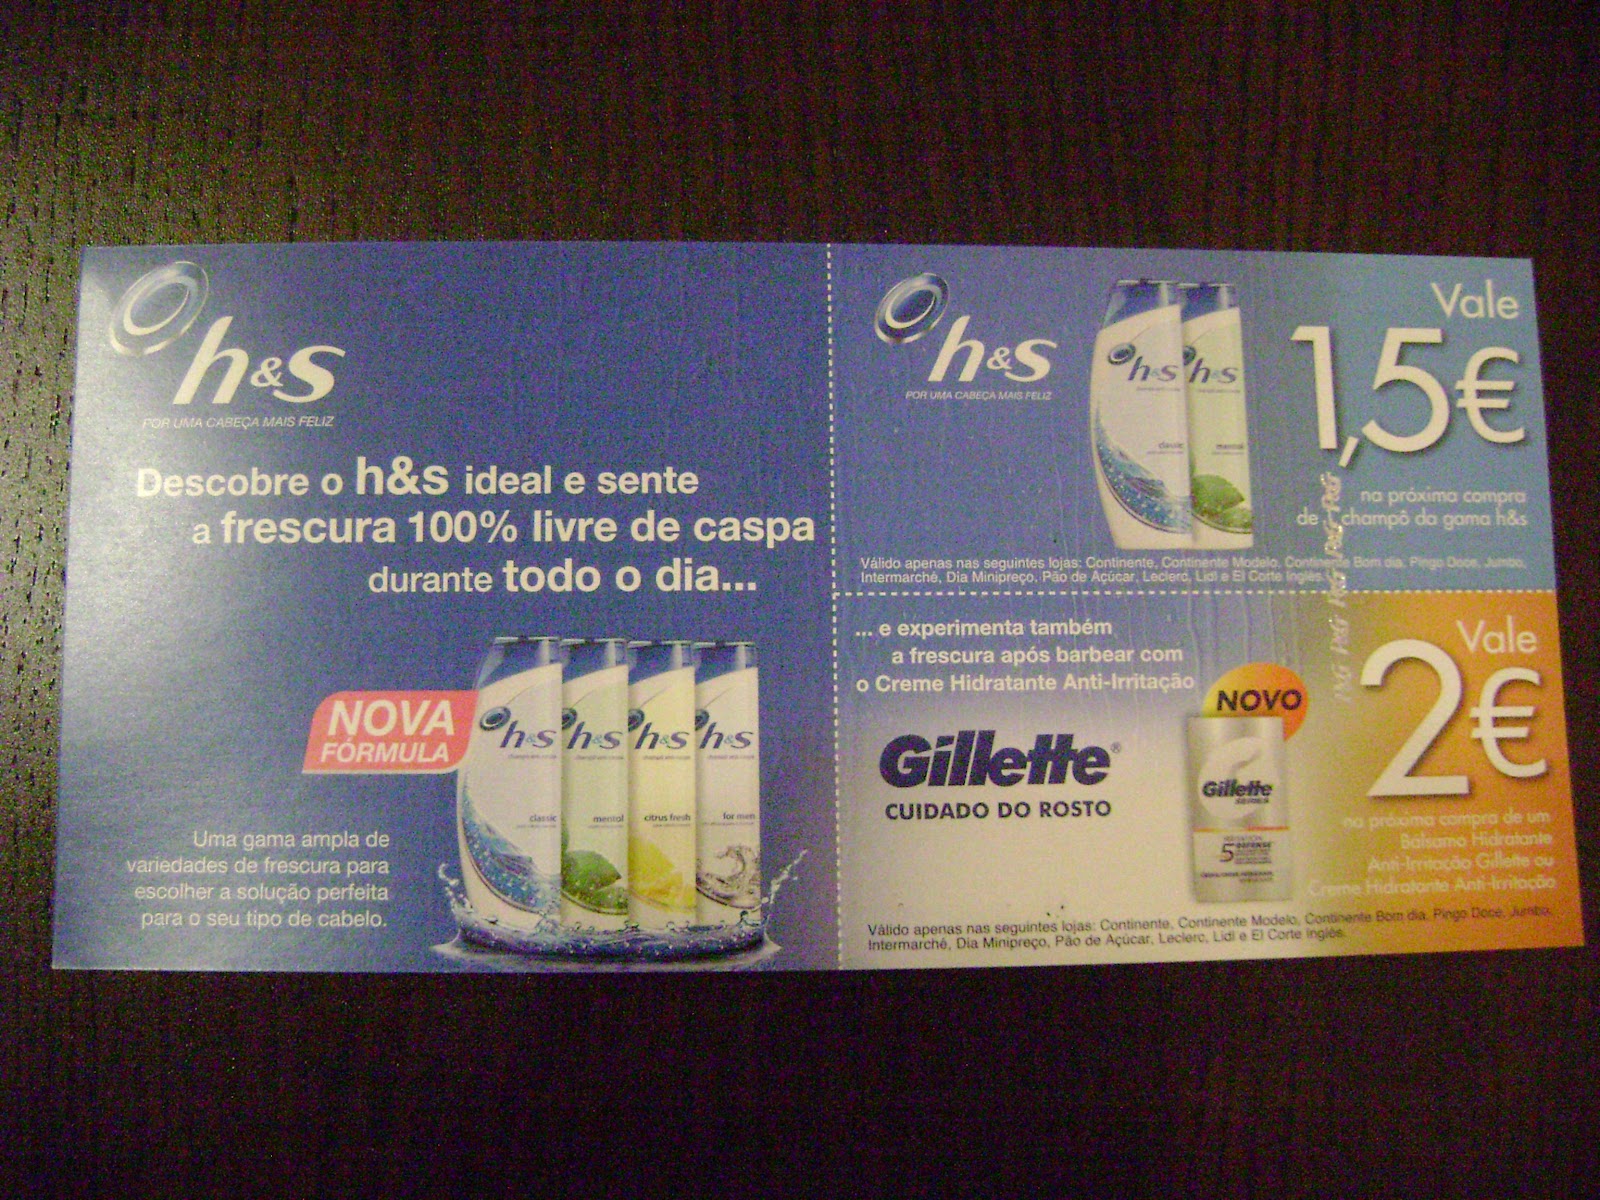 h&s
POR UMA CABEÇA MAIS FELIZ
Descobre o h&s ideal e sente
a frescura 100% livre de caspa
durante todo o dia...
NOVA
FÓRMULA
h&s h&s h&s h&s
classic menthol citrus fresh for men
Uma gama ampla de
variedades de frescura para
escolher a solução perfeita
para o seu tipo de cabelo.
h&s
POR UMA CABEÇA MAIS FELIZ
h&s h&s
classic menthol
Vale
1,5€
na próxima compra
de champô da gama h&s
Válido apenas nas seguintes lojas: Continente, Continente Modelo, Continente Bom dia, Pingo Doce, Jumbo,
Intermarché, Dia Minipreço, Pão de Açúcar, Leclerc, Lidl e El Corte Inglés.
... e experimenta também
a frescura após barbear com
o Creme Hidratante Anti-Irritação
Gillette®
CUIDADO DO ROSTO
NOVO
Gillette
SERIES
5 DEFENSE
Vale
2€
na próxima compra de um
Bálsamo Hidratante
Anti-Irritação Gillette ou
Creme Hidratante Anti-Irritação
Válido apenas nas seguintes lojas: Continente, Continente Modelo, Continente Bom dia, Pingo Doce, Jumbo,
Intermarché, Dia Minipreço, Pão de Açúcar, Leclerc, Lidl e El Corte Inglés.
P&G P&G P&G P&G P&G